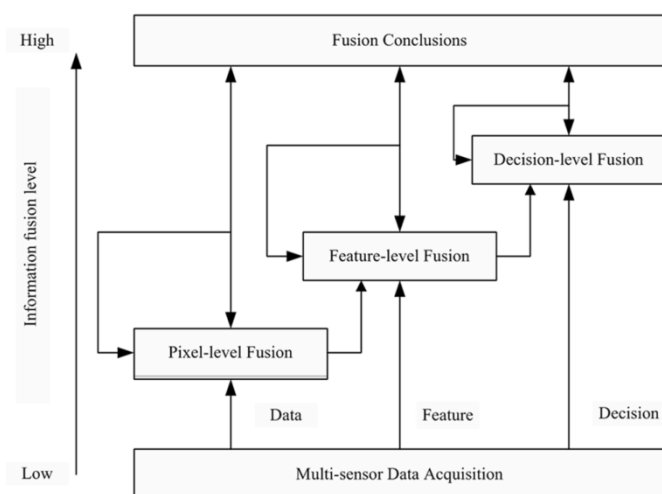 High
Fusion Conclusions
Decision-level Fusion
Information fusion level
Feature-level Fusion
Pixel-level Fusion
Data
Feature
Decision
Low
Multi-sensor Data Acquisition